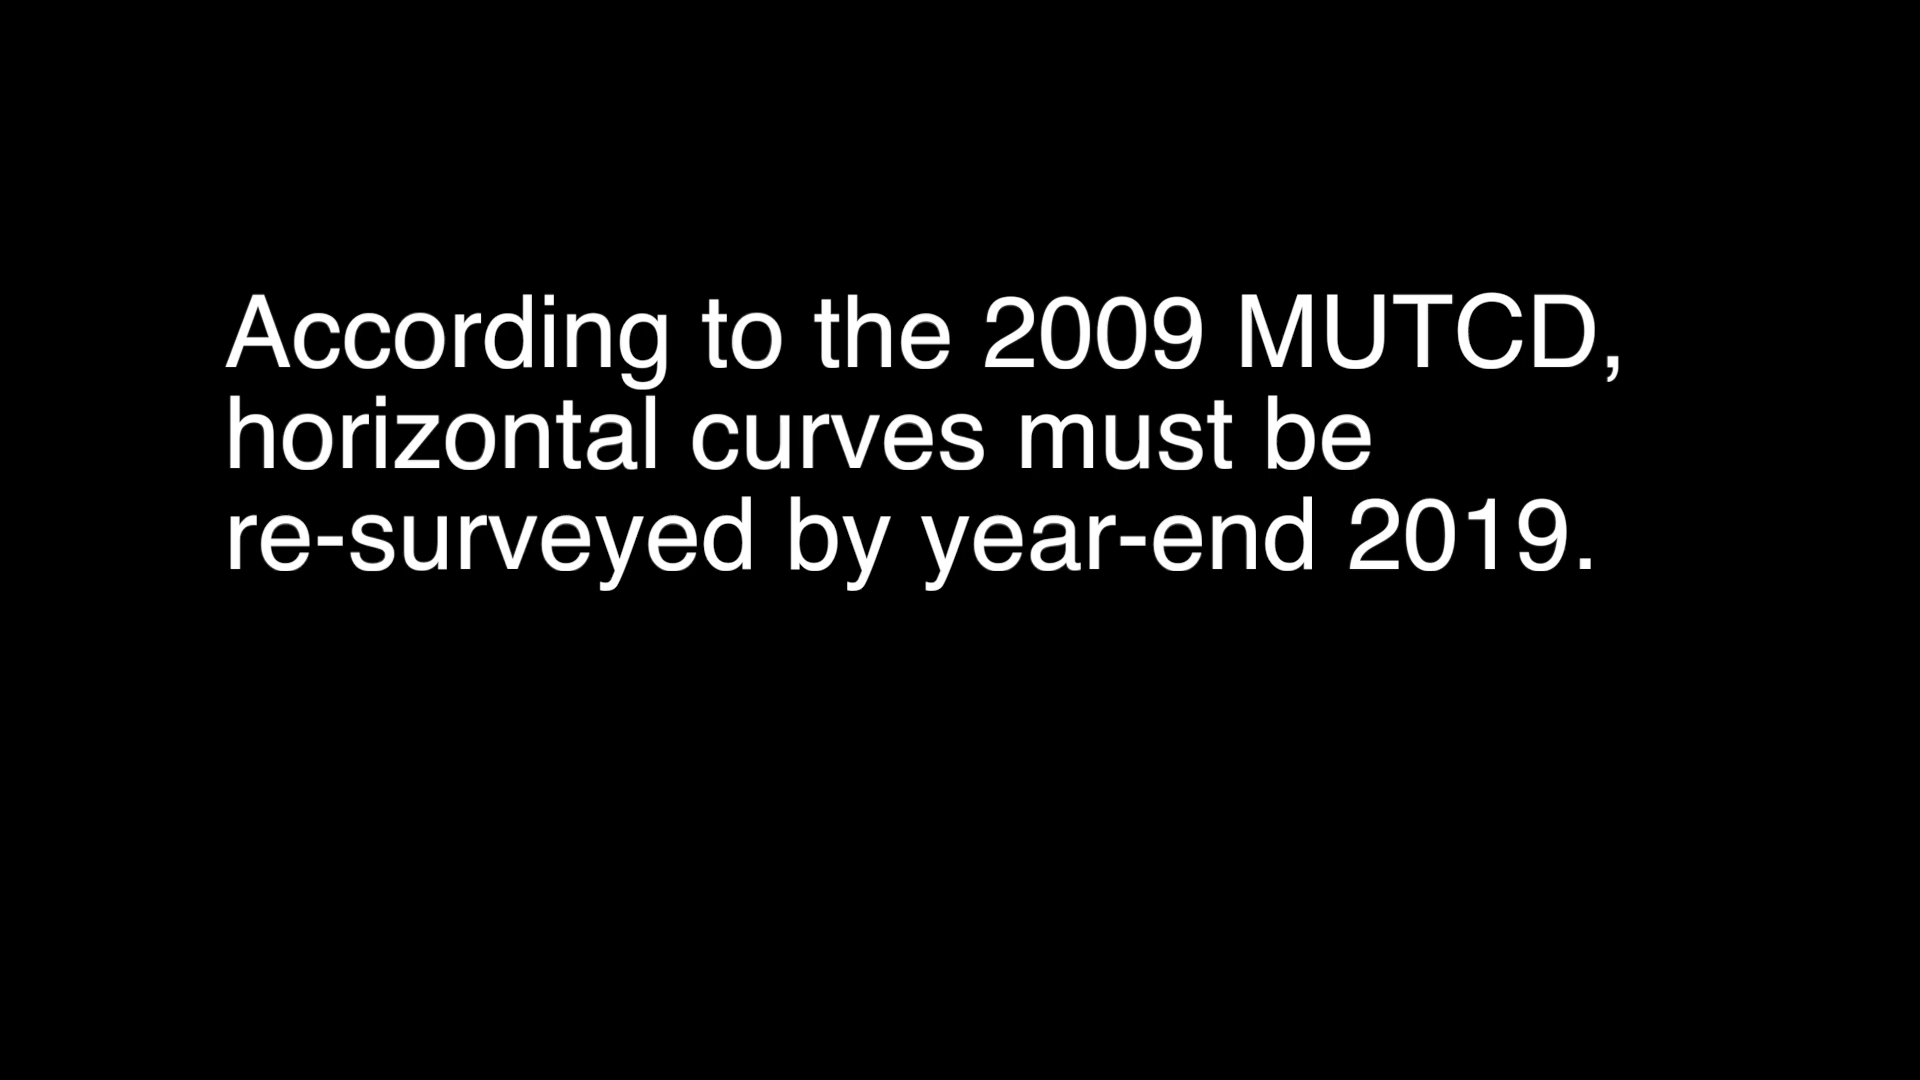 According to the 2009 MUTCD,
horizontal curves must be
re-surveyed by year-end 2019.